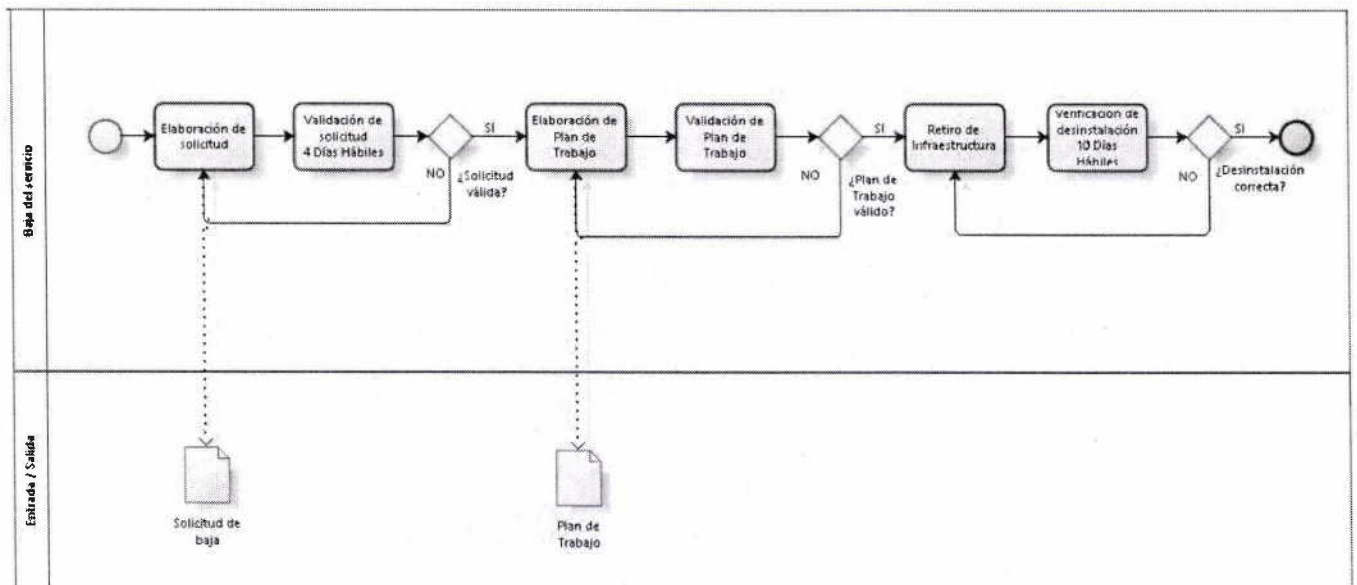 Baja del servicio
Elaboración de
solicitud
Validación de
solicitud
4 Días Hábiles
SI
NO
¿Solicitud
válida?
Elaboración de
Plan de
Trabajo
Validación de
Plan de
Trabajo
SI
NO
¿Plan de
Trabajo
válido?
Retiro de
Infraestructura
Verificación de
desinstalación
10 Días
Hábiles
SI
NO
¿Desinstalación
correcta?
Entrada / Salida
Solicitud de
baja
Plan de
Trabajo